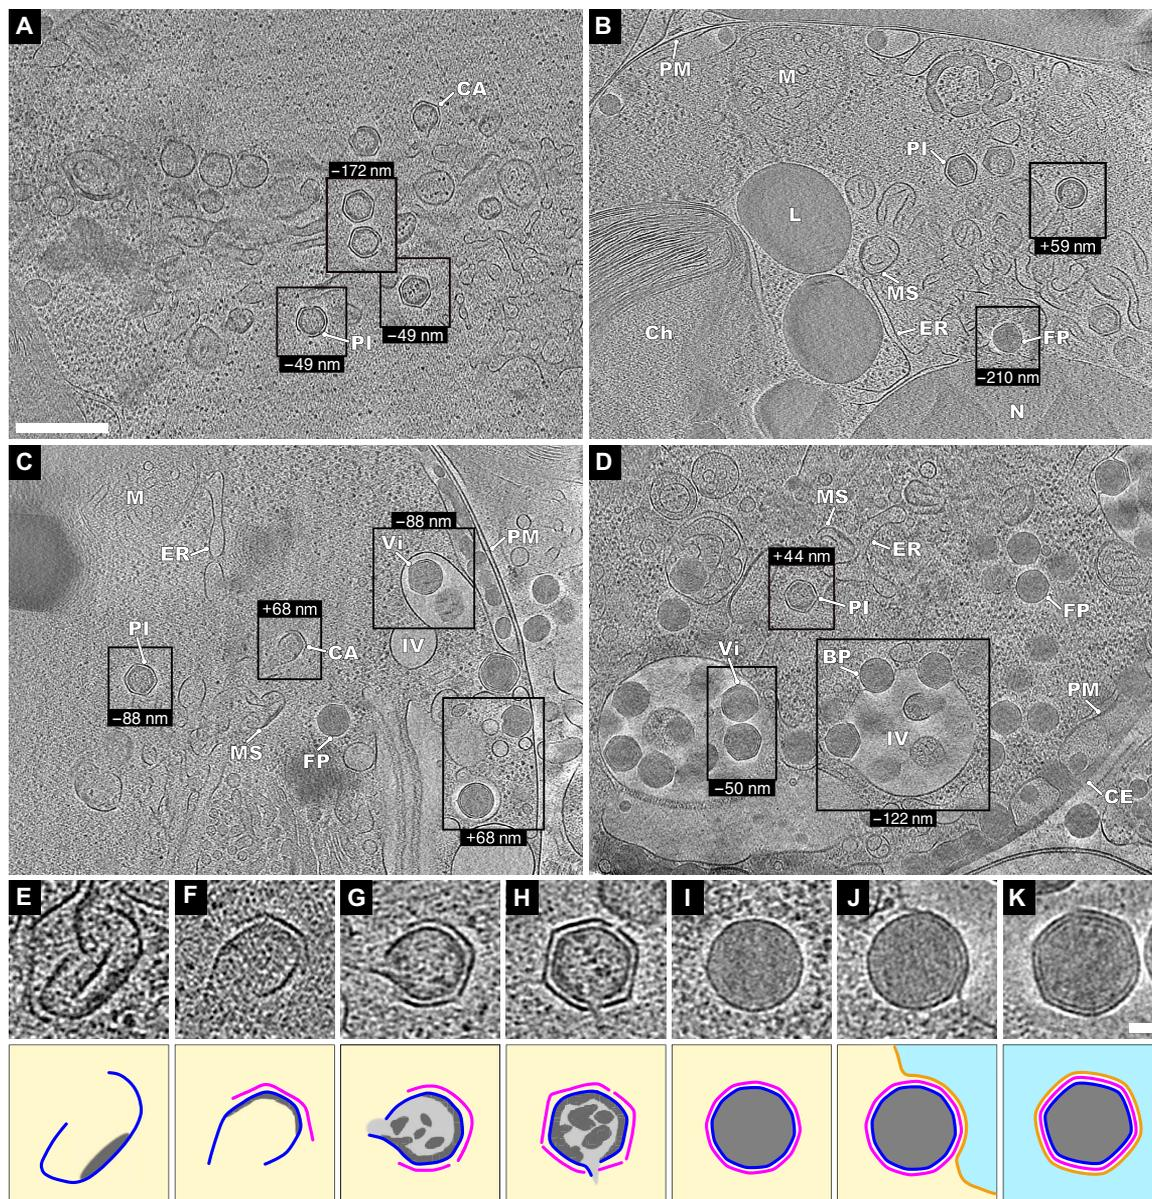 A
CA
−172 nm
PI
−49 nm
−49 nm
B
PM
M
PI
L
+59 nm
MS
ER
Ch
FP
−210 nm
N
C
M
−88 nm
Vi
PM
ER
+68 nm
PI
CA
IV
−88 nm
MS
FP
+68 nm
D
MS
ER
+44 nm
PI
FP
Vi
BP
PM
IV
−50 nm
CE
−122 nm
E
F
G
H
I
J
K